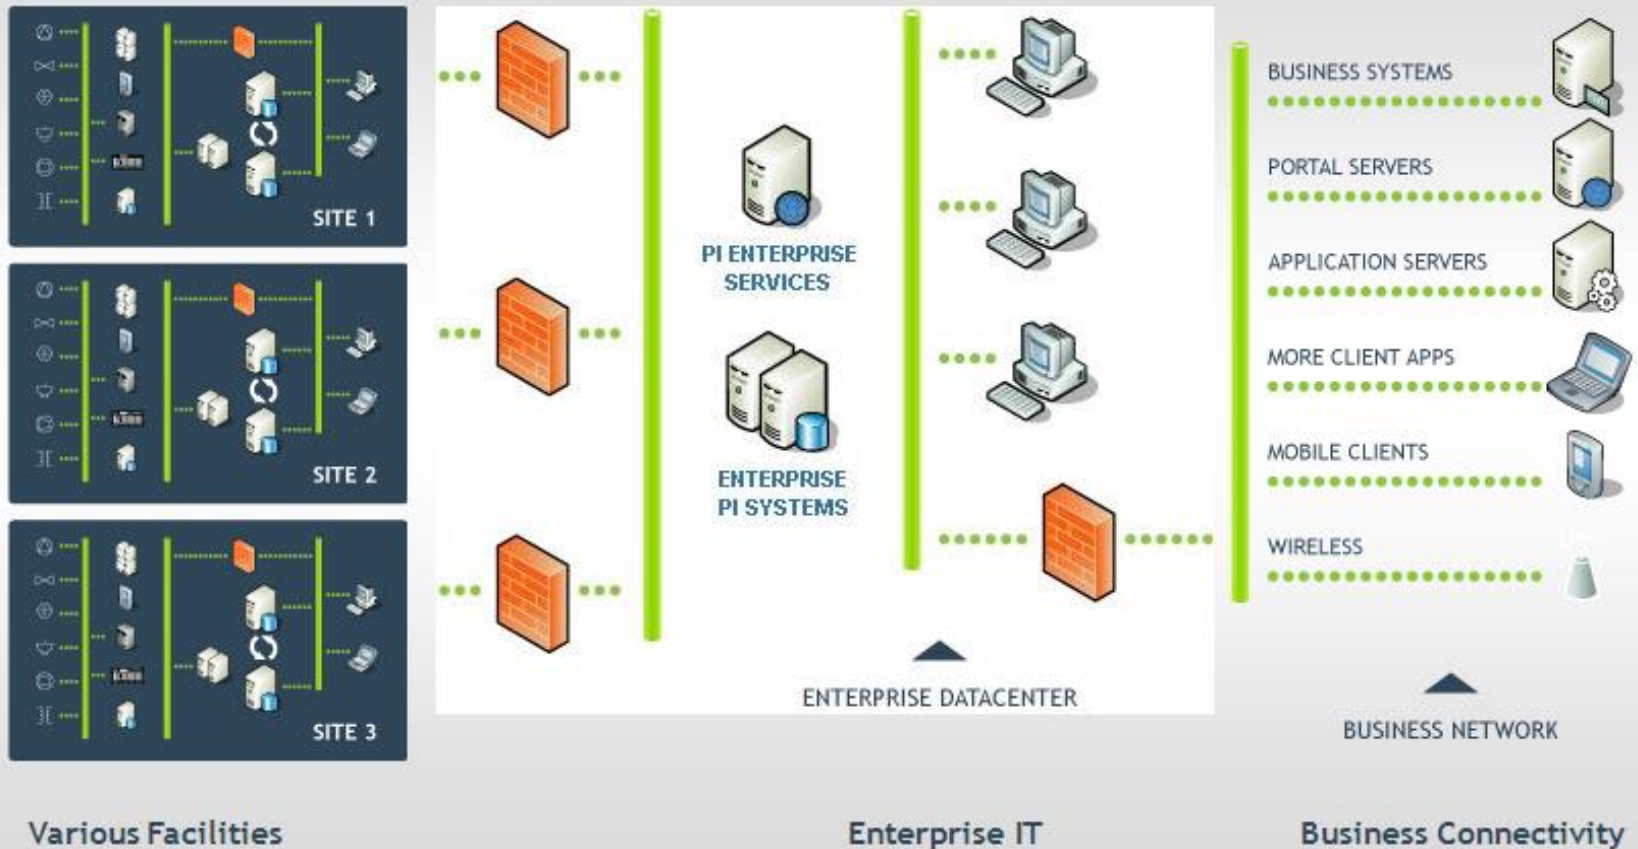 SITE 1
SITE 2
SITE 3
PI ENTERPRISE
SERVICES
ENTERPRISE
PI SYSTEMS
ENTERPRISE DATACENTER
BUSINESS SYSTEMS
PORTAL SERVERS
APPLICATION SERVERS
MORE CLIENT APPS
MOBILE CLIENTS
WIRELESS
BUSINESS NETWORK
Various Facilities
Enterprise IT
Business Connectivity